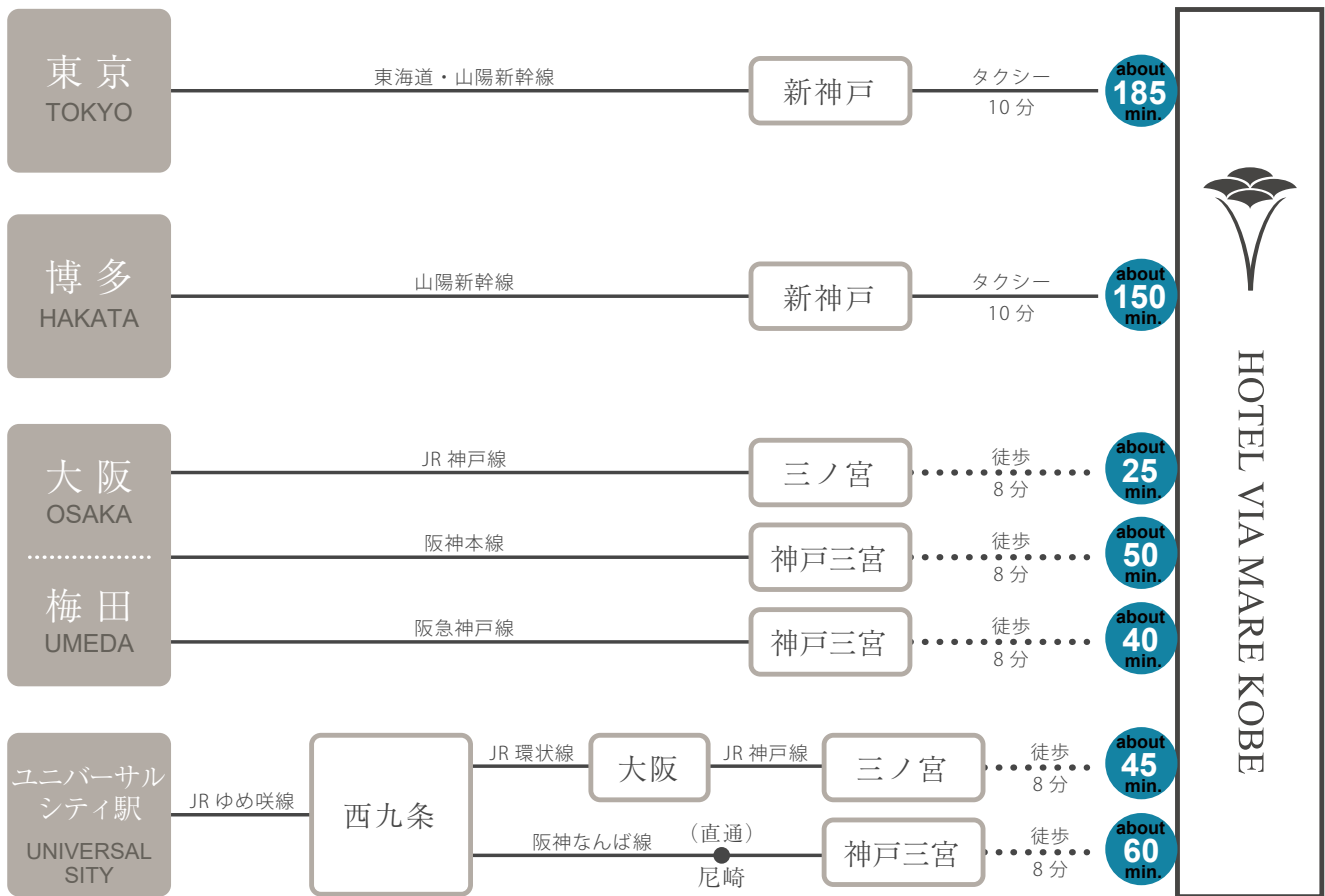 東京
TOKYO
東海道・山陽新幹線
新神戸
タクシー
10 分
about
185
min.
博多
HAKATA
山陽新幹線
新神戸
タクシー
10 分
about
150
min.
大阪
OSAKA
JR 神戸線
三ノ宮
徒歩
8 分
about
25
min.
阪神本線
神戸三宮
徒歩
8 分
about
50
min.
梅田
UMEDA
阪急神戸線
神戸三宮
徒歩
8 分
about
40
min.
ユニバーサル
シティ駅
UNIVERSAL
SITY
JR ゆめ咲線
西九条
JR 環状線
大阪
JR 神戸線
三ノ宮
徒歩
8 分
about
45
min.
阪神なんば線
（直通）
尼崎
神戸三宮
徒歩
8 分
about
60
min.
HOTEL VIA MARE KOBE